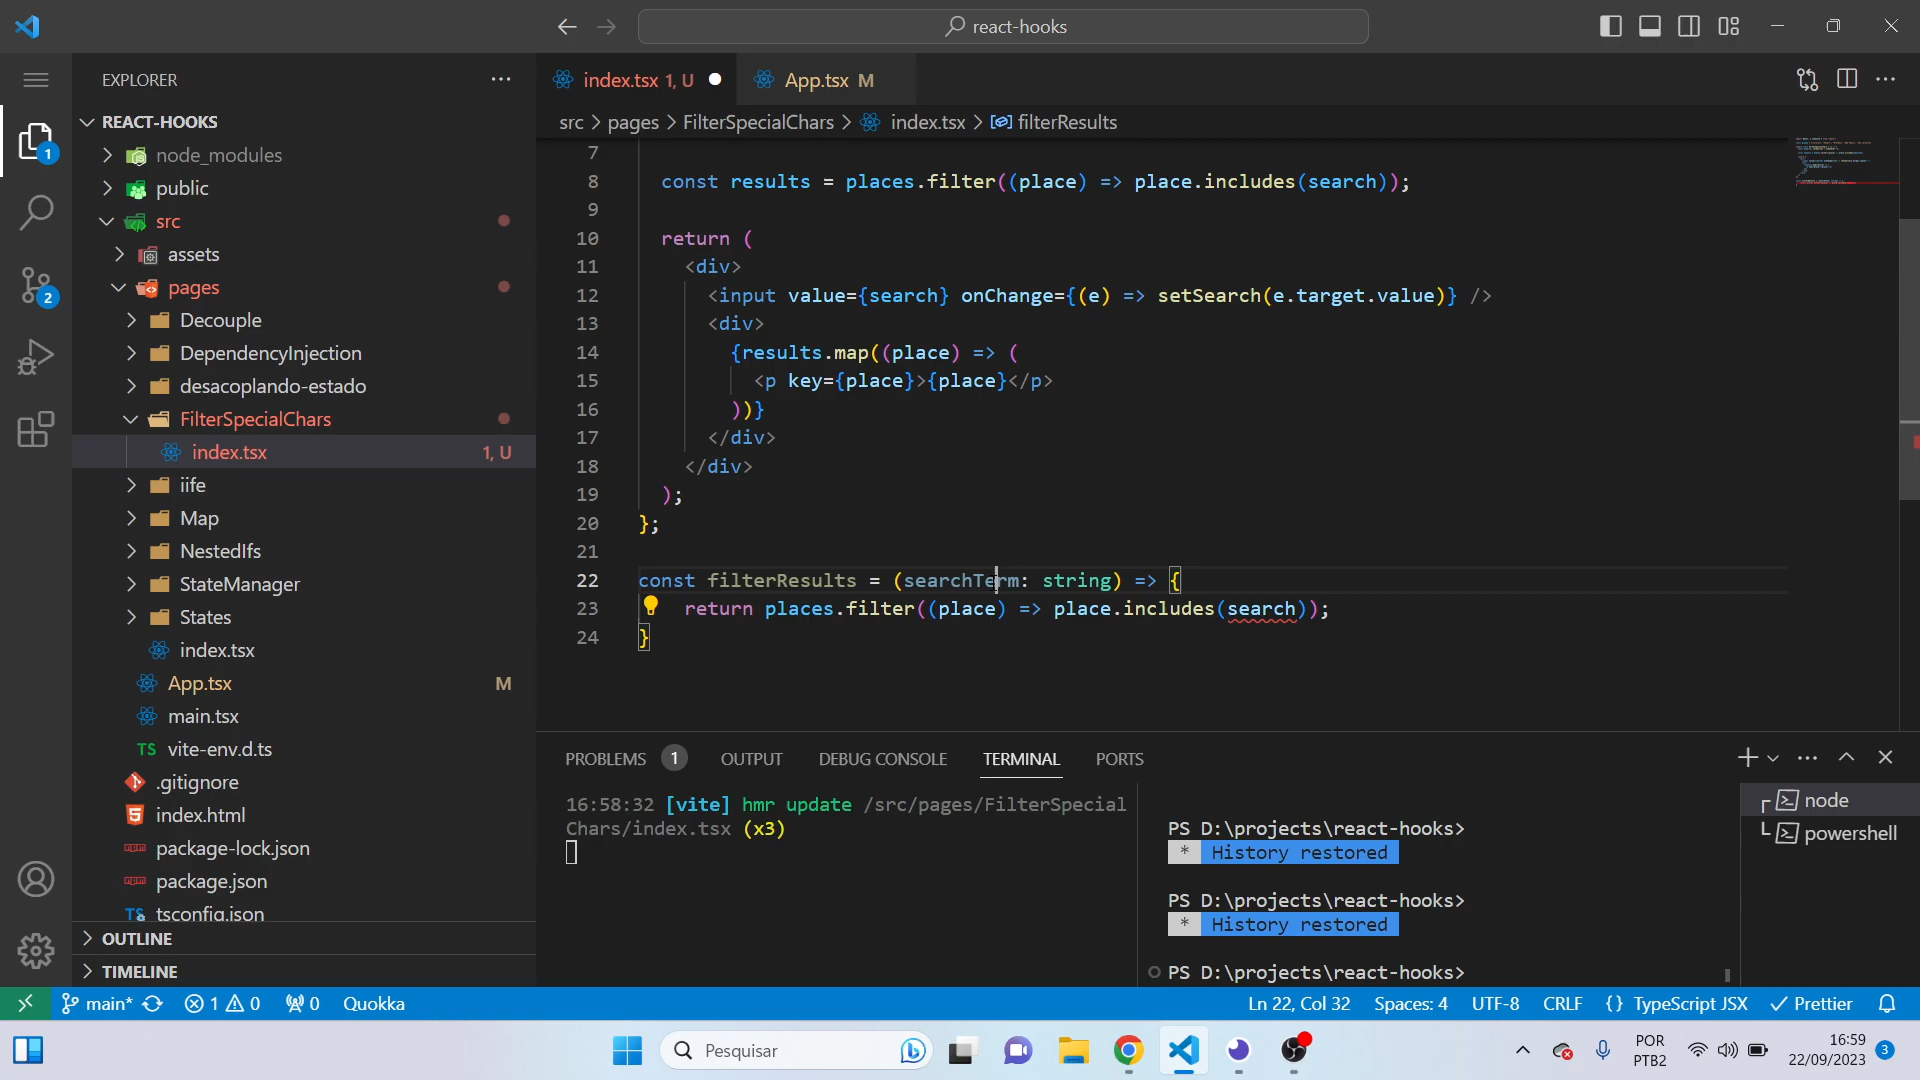 react-hooks
EXPLORER
REACT-HOOKS
node_modules
public
src
assets
pages
Decouple
DependencyInjection
desacoplando-estado
FilterSpecialChars
index.tsx 1, U
iife
Map
NestedIfs
StateManager
States
index.tsx
App.tsx M
main.tsx
TS vite-env.d.ts
.gitignore
index.html
package-lock.json
package.json
TS tsconfig.json
OUTLINE
TIMELINE
1
2
index.tsx 1, U
App.tsx M
src > pages > FilterSpecialChars > index.tsx > filterResults
7
8 const results = places.filter((place) => place.includes(search));
9
10 return (
11 <div>
12 <input value={search} onChange={(e) => setSearch(e.target.value)} />
13 <div>
14 {results.map((place) => (
15 <p key={place}>{place}</p>
16 ))}
17 </div>
18 </div>
19 );
20 };
21
22 const filterResults = (searchTerm: string) => {
23 return places.filter((place) => place.includes(search));
24 }
PROBLEMS 1 OUTPUT DEBUG CONSOLE TERMINAL PORTS
16:58:32 [vite] hmr update /src/pages/FilterSpecial
Chars/index.tsx (x3)
PS D:\projects\react-hooks>
* History restored
PS D:\projects\react-hooks>
* History restored
PS D:\projects\react-hooks>
node
powershell
main* 1 0 0 Quokka
Ln 22, Col 32 Spaces: 4 UTF-8 CRLF {} TypeScript JSX Prettier
Pesquisar
POR
PTB2
16:59
22/09/2023
3